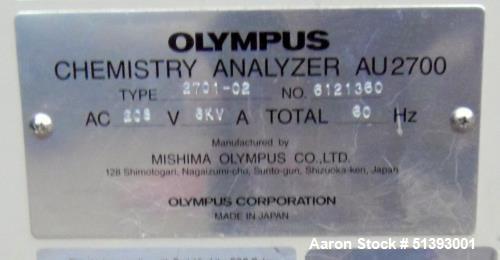 OLYMPUS
CHEMISTRY ANALYZER AU2700
TYPE 2701-02 NO. 6121360
AC 208 V 6KV A TOTAL 60 Hz
Manufactured by
MISHIMA OLYMPUS CO.,LTD.
128 Shimotogari, Nagaizumi-cho, Sunto-gun, Shizuoka-ken, Japan
OLYMPUS CORPORATION
MADE IN JAPAN
Aaron Stock # 51393001